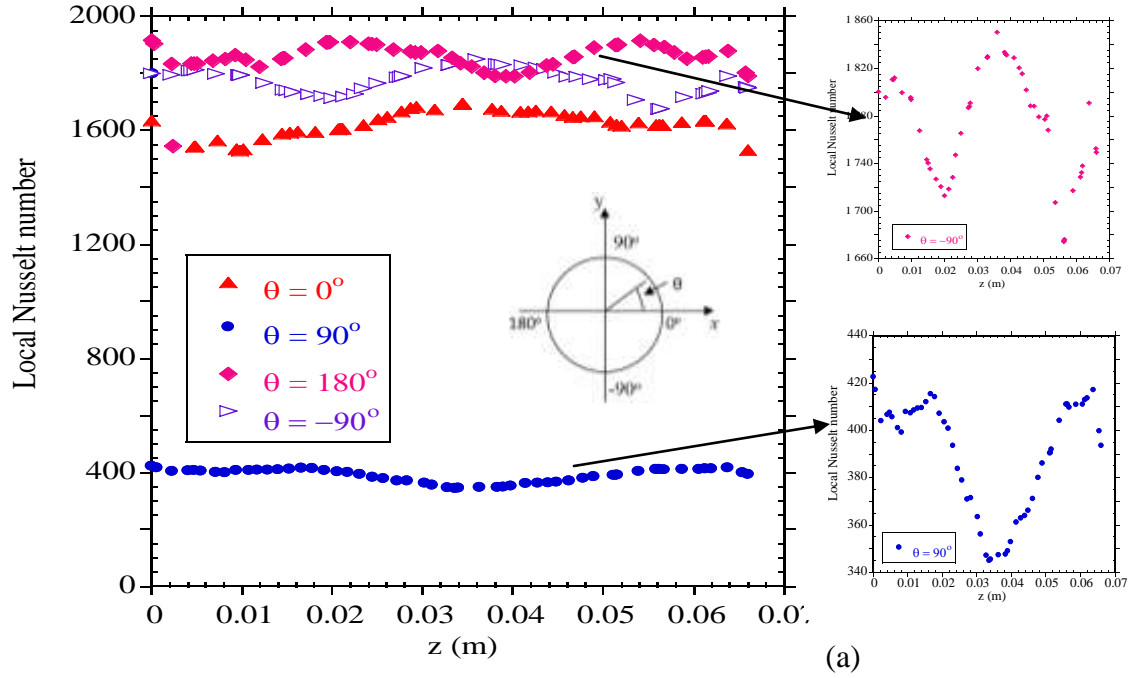 Local Nusselt number
2000
1600
1200
800
400
0
0
0.01
0.02
0.03
0.04
0.05
0.06
0.07
z (m)
θ = 0°
θ = 90°
θ = 180°
θ = −90°
y
90°
θ
180°
0°
x
-90°
Local Nusselt number
1 860
1 820
1 740
1 700
1 660
θ = −90°
0
0.01
0.02
0.03
0.04
0.05
0.06
0.07
z (m)
Local Nusselt number
440
420
400
380
360
340
θ = 90°
0
0.01
0.02
0.03
0.04
0.05
0.06
0.07
z (m)
(a)